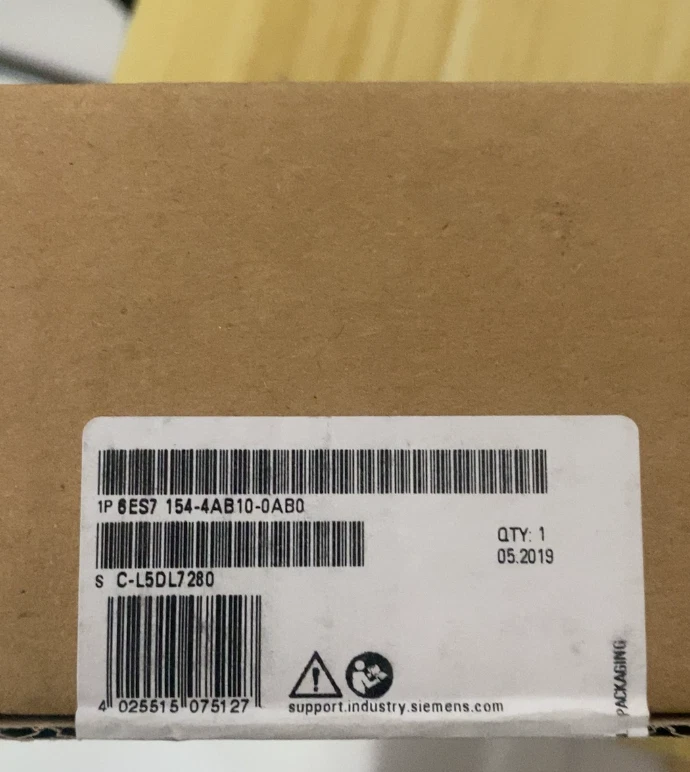 1P 6ES7 154-4AB10-0AB0
QTY: 1
05.2019
S C-L5DL7280
4 025515 075127
support.industry.siemens.com
PACKAGING